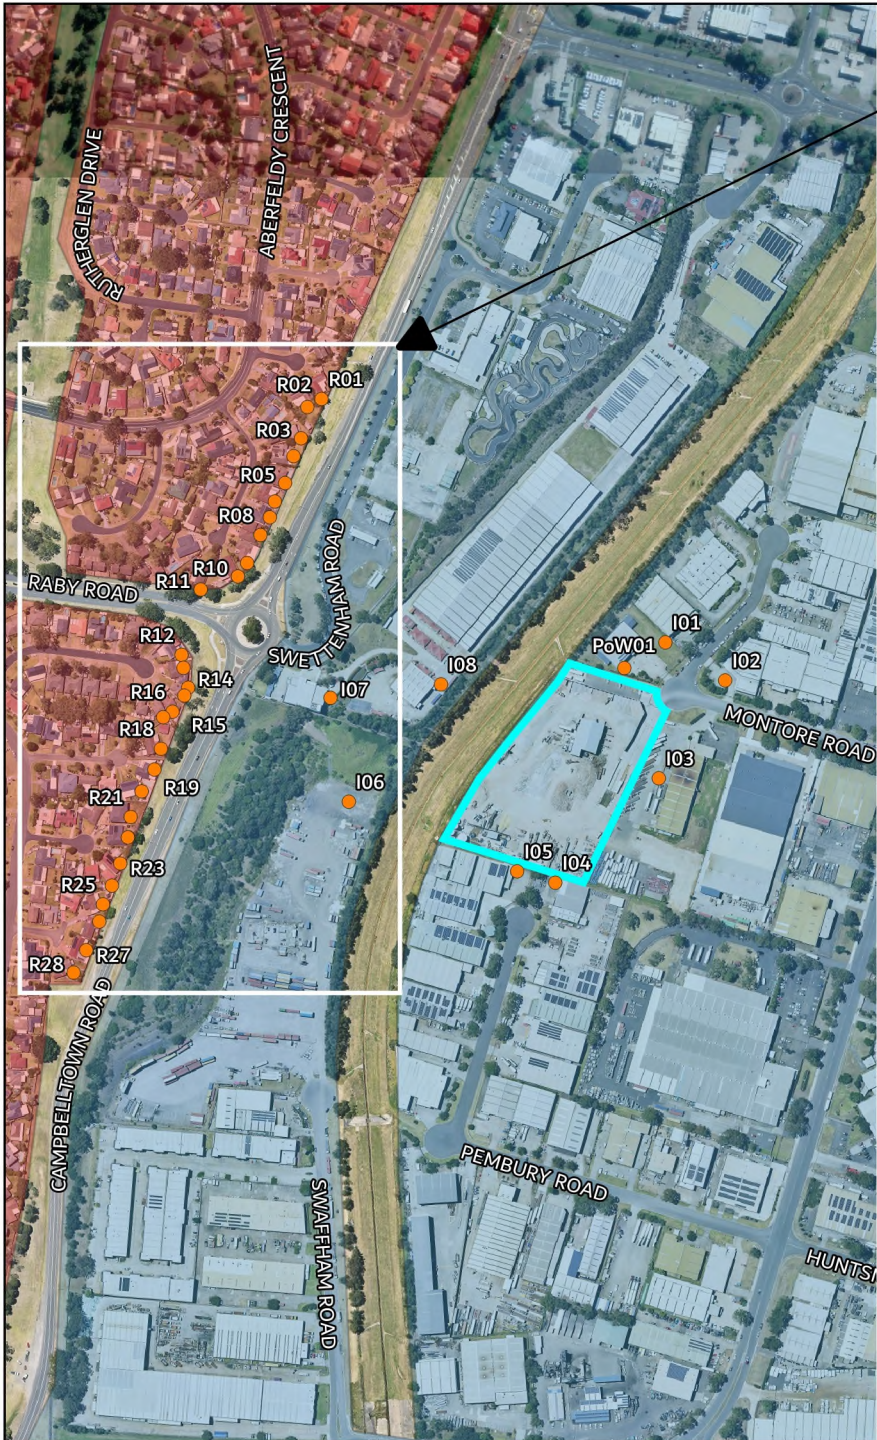 ABERFELDY CRESCENT
RUTHERGLEN DRIVE
R01
R02
R03
R05
R08
R10
R11
RABY ROAD
SWETTENHAM ROAD
R12
R14
R16
R15
R18
R19
R21
R23
R25
R27
R28
I01
PoW01
I02
I08
I07
MONTORE ROAD
I03
I06
I05
I04
CAMPBELLTOWN ROAD
PEMBURY ROAD
SWAFFHAM ROAD